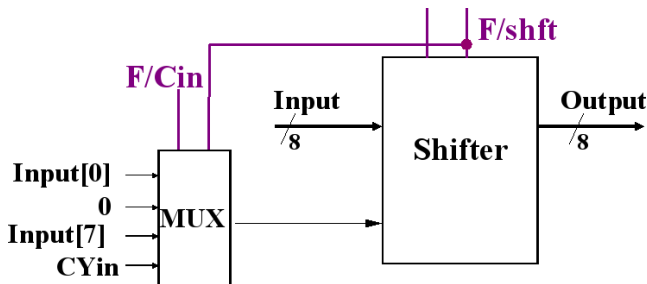 F/shft
F/Cin
Input
Output
8
8
Shifter
Input[0]
0
MUX
Input[7]
CYin